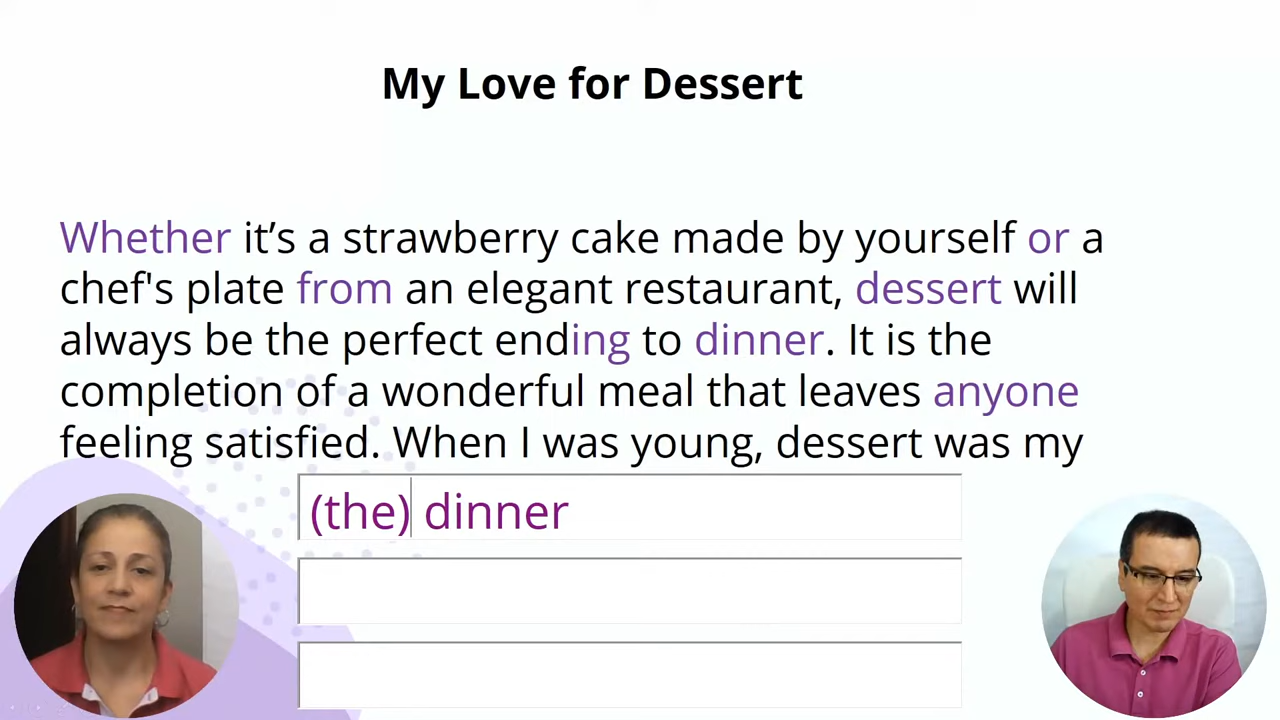 My Love for Dessert
Whether it’s a strawberry cake made by yourself or a
chef's plate from an elegant restaurant, dessert will
always be the perfect ending to dinner. It is the
completion of a wonderful meal that leaves anyone
feeling satisfied. When I was young, dessert was my
(the) dinner